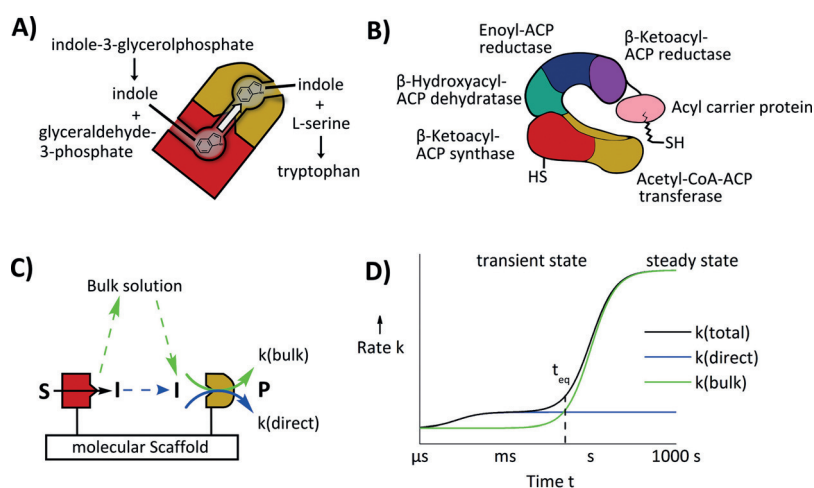 A)
indole-3-glycerolphosphate
indole
+
glyceraldehyde-
3-phosphate
indole
+
L-serine
tryptophan
B)
Enoyl-ACP
reductase
β-Ketoacyl-
ACP reductase
β-Hydroxyacyl-
ACP dehydratase
Acyl carrier protein
β-Ketoacyl-
ACP synthase
SH
HS
Acetyl-CoA-ACP
transferase
C)
Bulk solution
k(bulk)
S I I P
k(direct)
molecular Scaffold
D)
transient state steady state
↑
Rate k
k(total)
k(direct)
k(bulk)
teq
μs ms s 1000 s
Time t